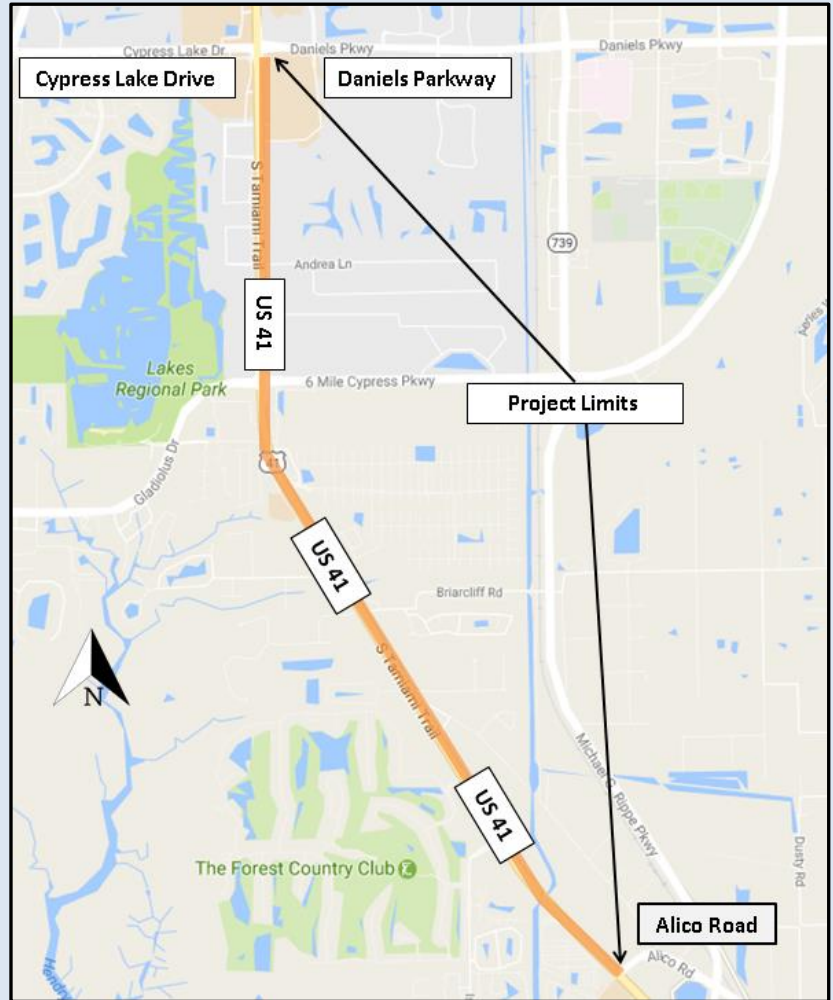 Cypress Lake Dr.
Daniels Pkwy
Daniels Pkwy
Cypress Lake Drive
Daniels Parkway
S Tamiami Trail
739
Andrea Ln
US 41
Lakes
Regional Park
6 Mile Cypress Pkwy
Project Limits
Gladiolus Dr
41
US 41
Briarcliff Rd
N
S Tamiami Trail
Michael G. Rippe Pkwy
US 41
Dusty Rd
The Forest Country Club
Alico Road
Alico Rd
Hendry